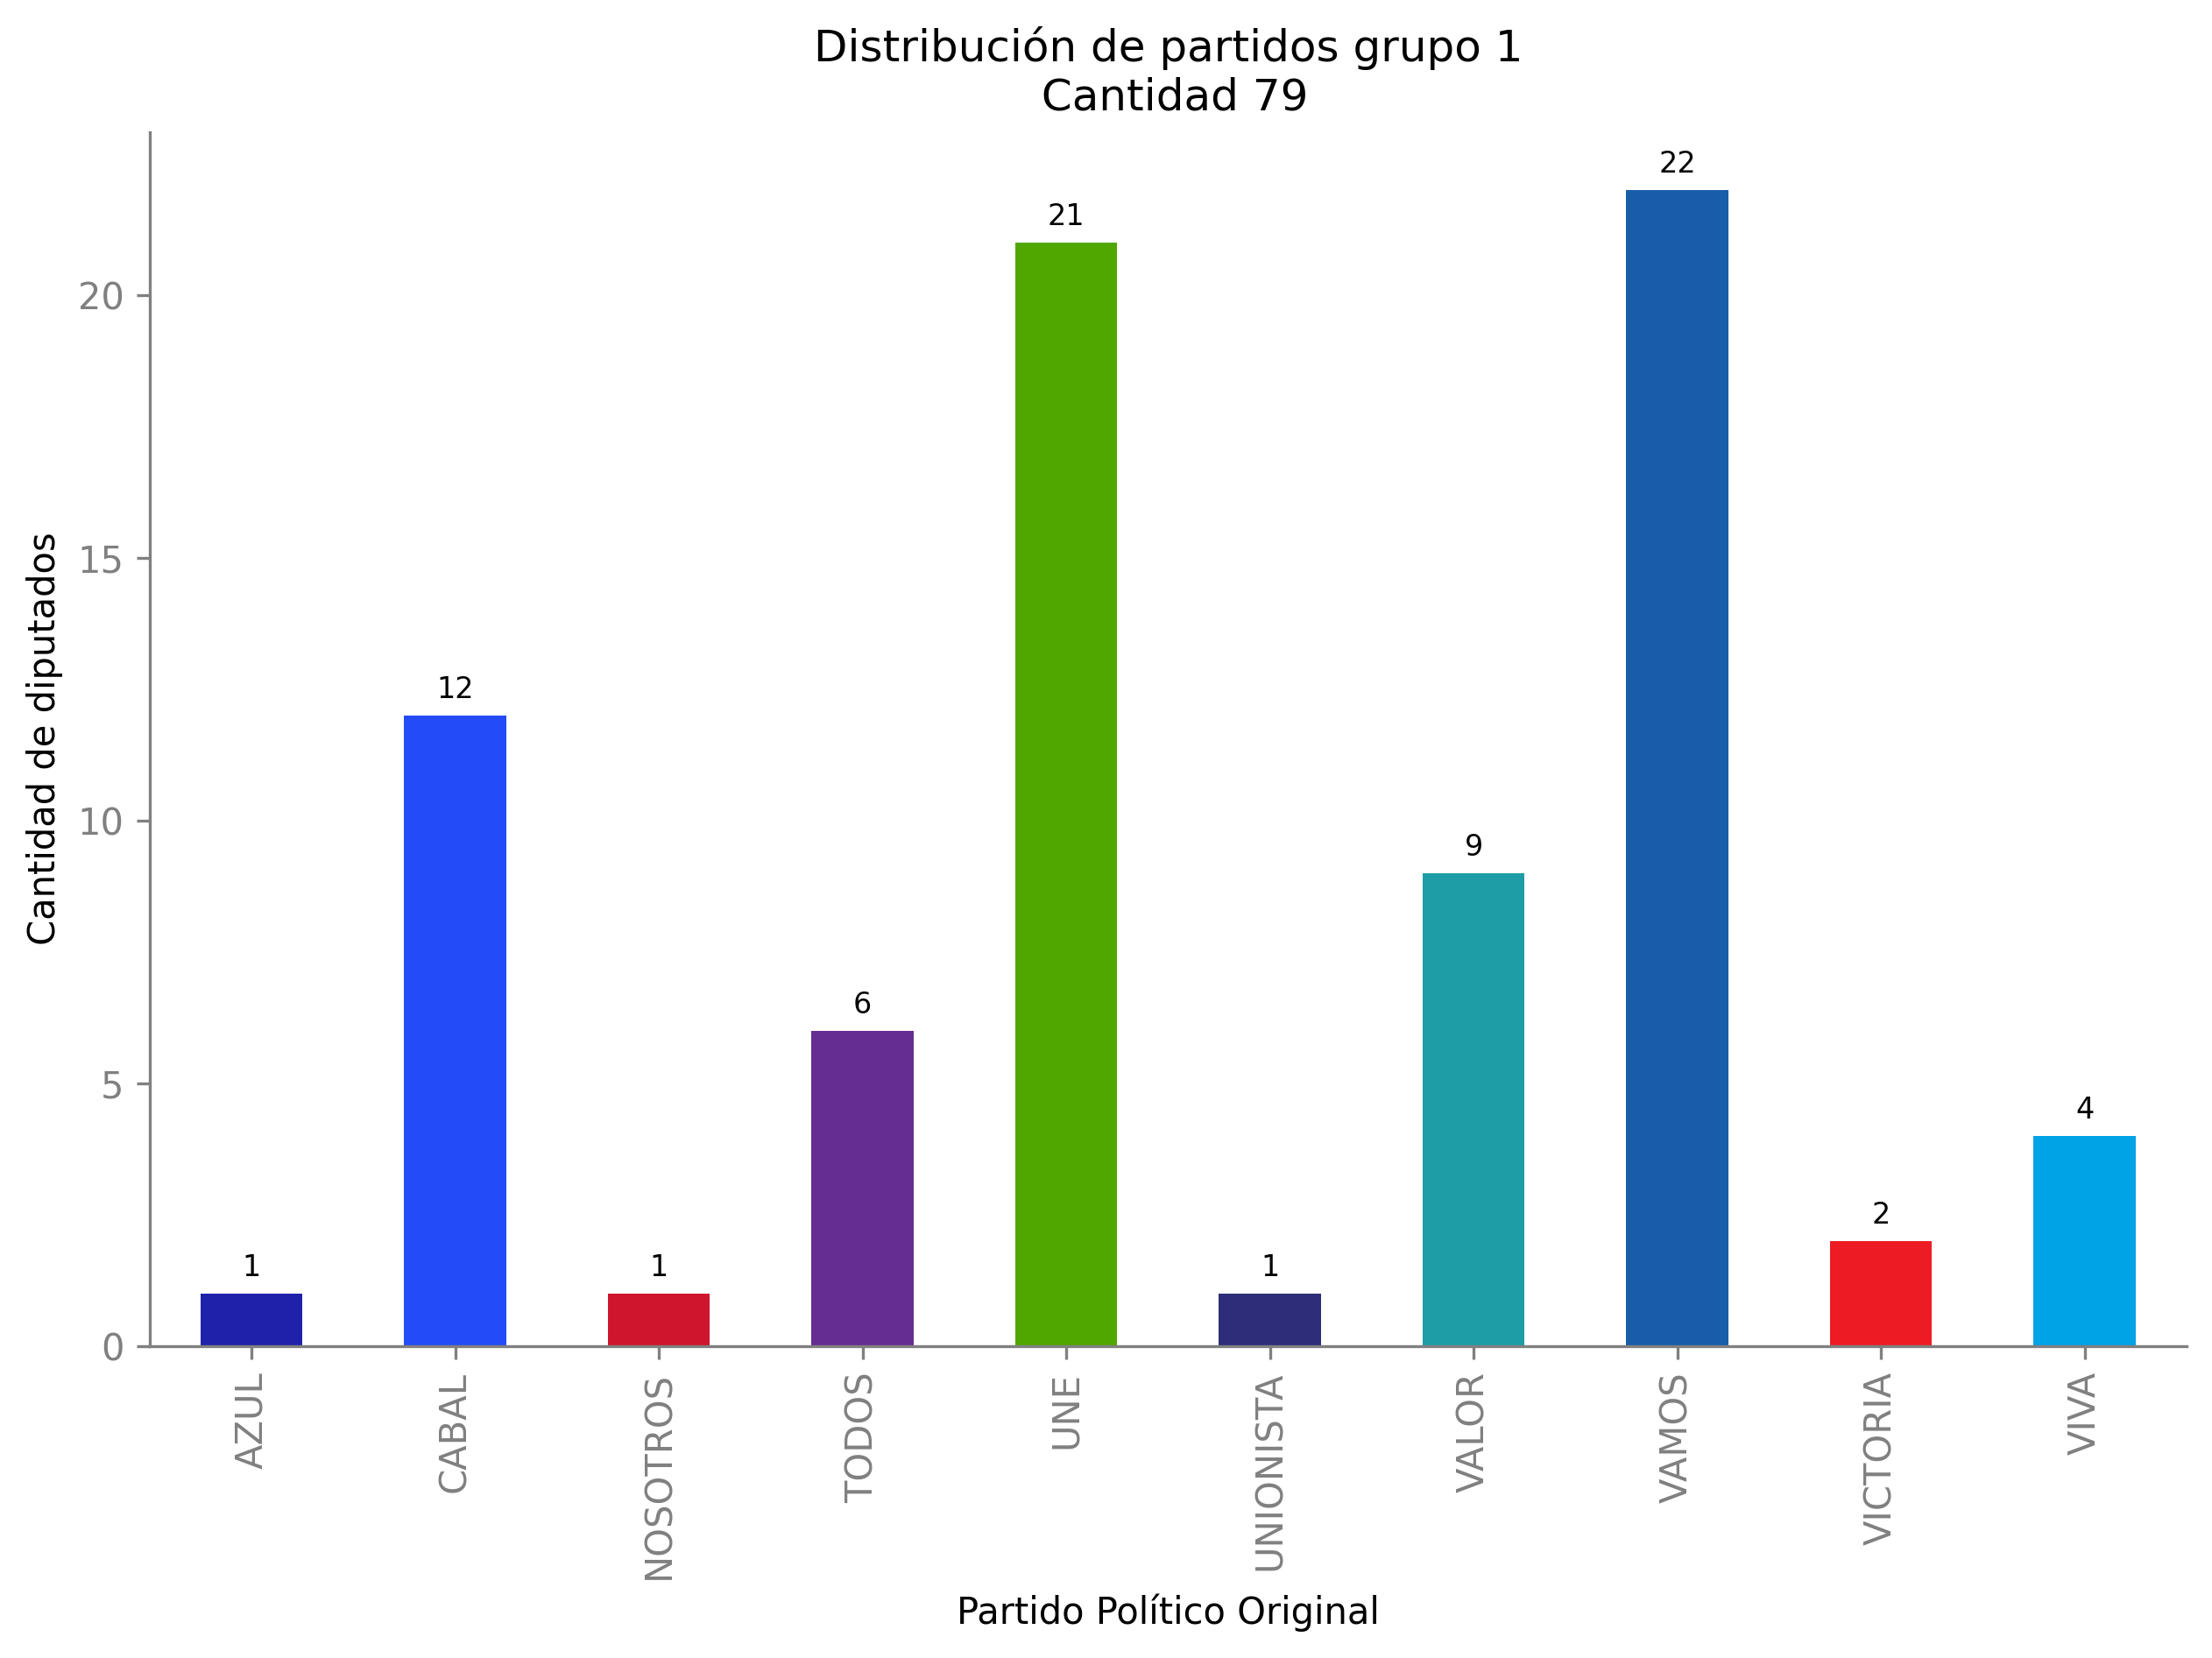 Distribución de partidos grupo 1
Cantidad 79
Cantidad de diputados
20
15
10
5
0
1
12
1
6
21
1
9
22
2
4
AZUL
CABAL
NOSOTROS
TODOS
UNE
UNIONISTA
VALOR
VAMOS
VICTORIA
VIVA
Partido Político Original